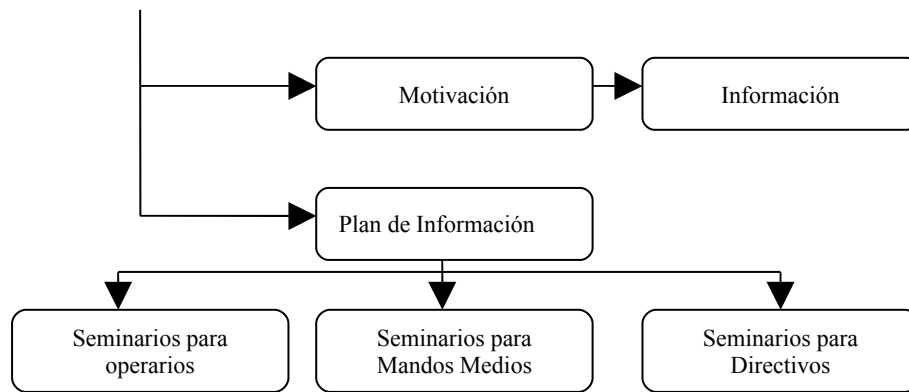 Motivación
Información
Plan de Información
Seminarios para
operarios
Seminarios para
Mandos Medios
Seminarios para
Directivos